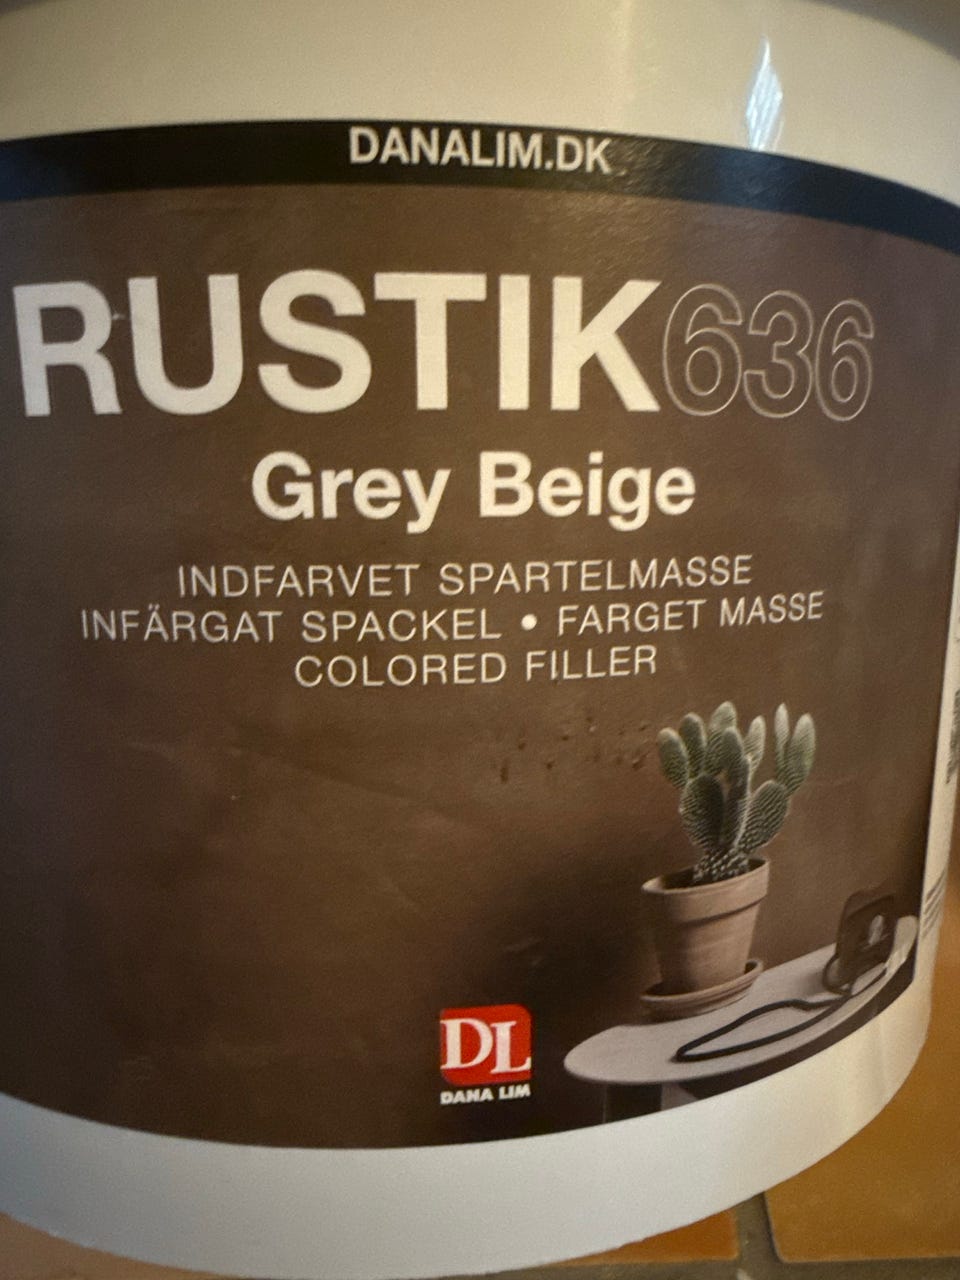 DANALIM.DK
RUSTIK636
Grey Beige
INDFARVET SPARTELMASSE
INFÄRGAT SPACKEL • FARGET MASSE
COLORED FILLER
DL
DANA LIM